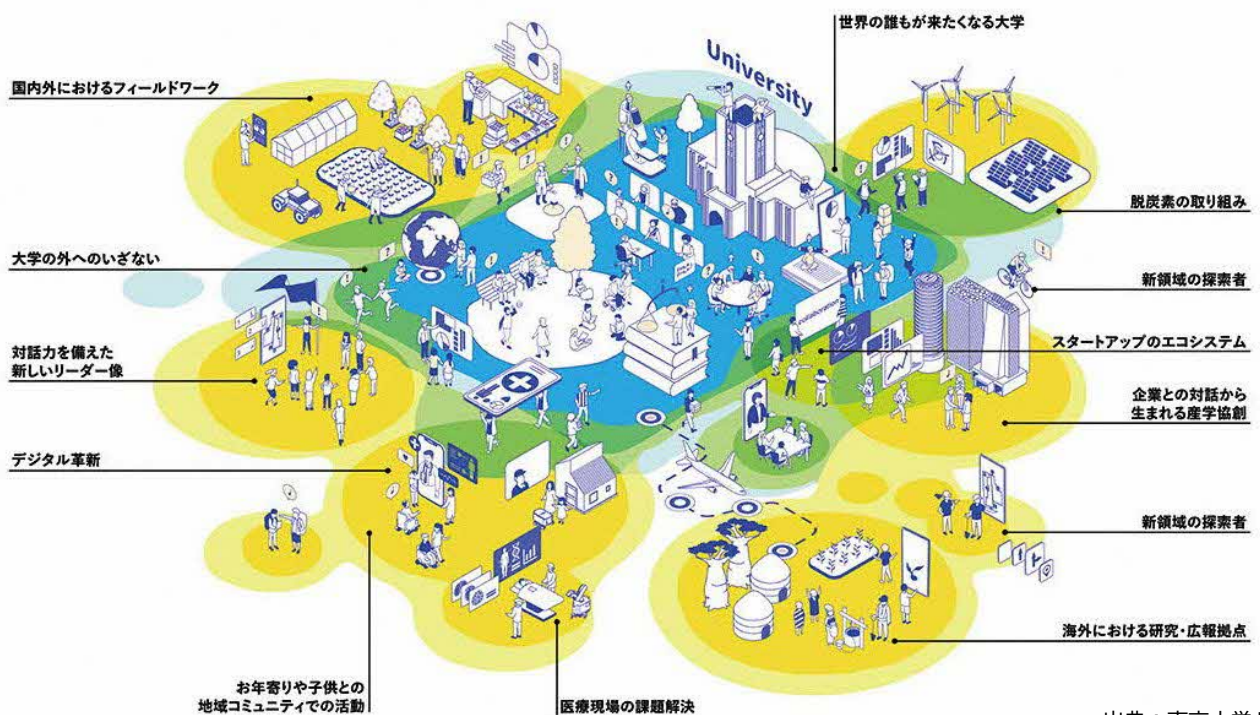 世界の誰もが来たくなる大学
University
国内外におけるフィールドワーク
脱炭素の取り組み
大学の外へのいざない
新領域の探索者
collaboration
スタートアップのエコシステム
対話力を備えた
新しいリーダー像
企業との対話から
生まれる産学協創
デジタル革新
新領域の探索者
海外における研究・広報拠点
お年寄りや子供との
地域コミュニティでの活動
医療現場の課題解決